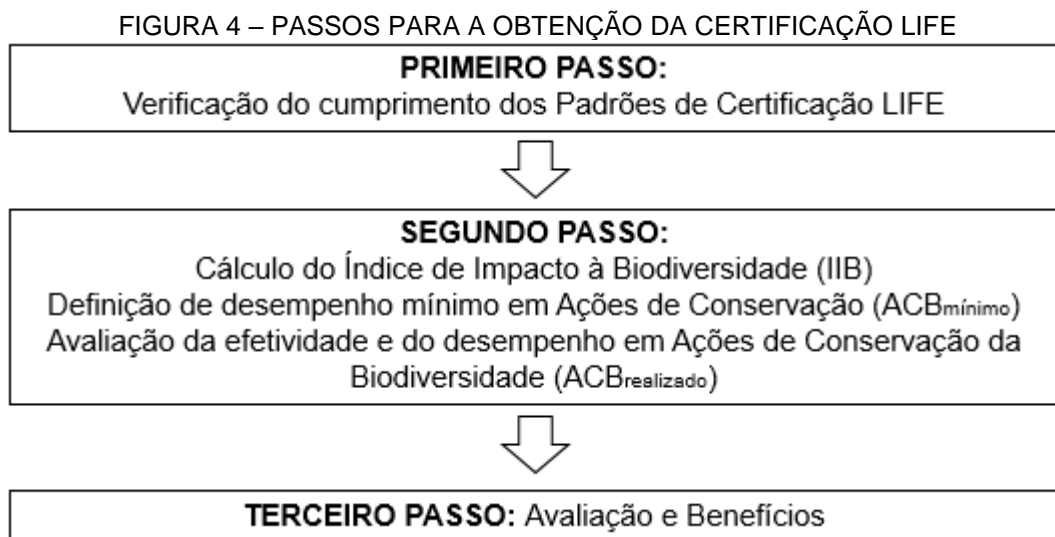 FIGURA 4 – PASSOS PARA A OBTENÇÃO DA CERTIFICAÇÃO LIFE
PRIMEIRO PASSO:
Verificação do cumprimento dos Padrões de Certificação LIFE
SEGUNDO PASSO:
Cálculo do Índice de Impacto à Biodiversidade (IIB)
Definição de desempenho mínimo em Ações de Conservação (ACBmínimo)
Avaliação da efetividade e do desempenho em Ações de Conservação da
Biodiversidade (ACBrealizado)
TERCEIRO PASSO: Avaliação e Benefícios